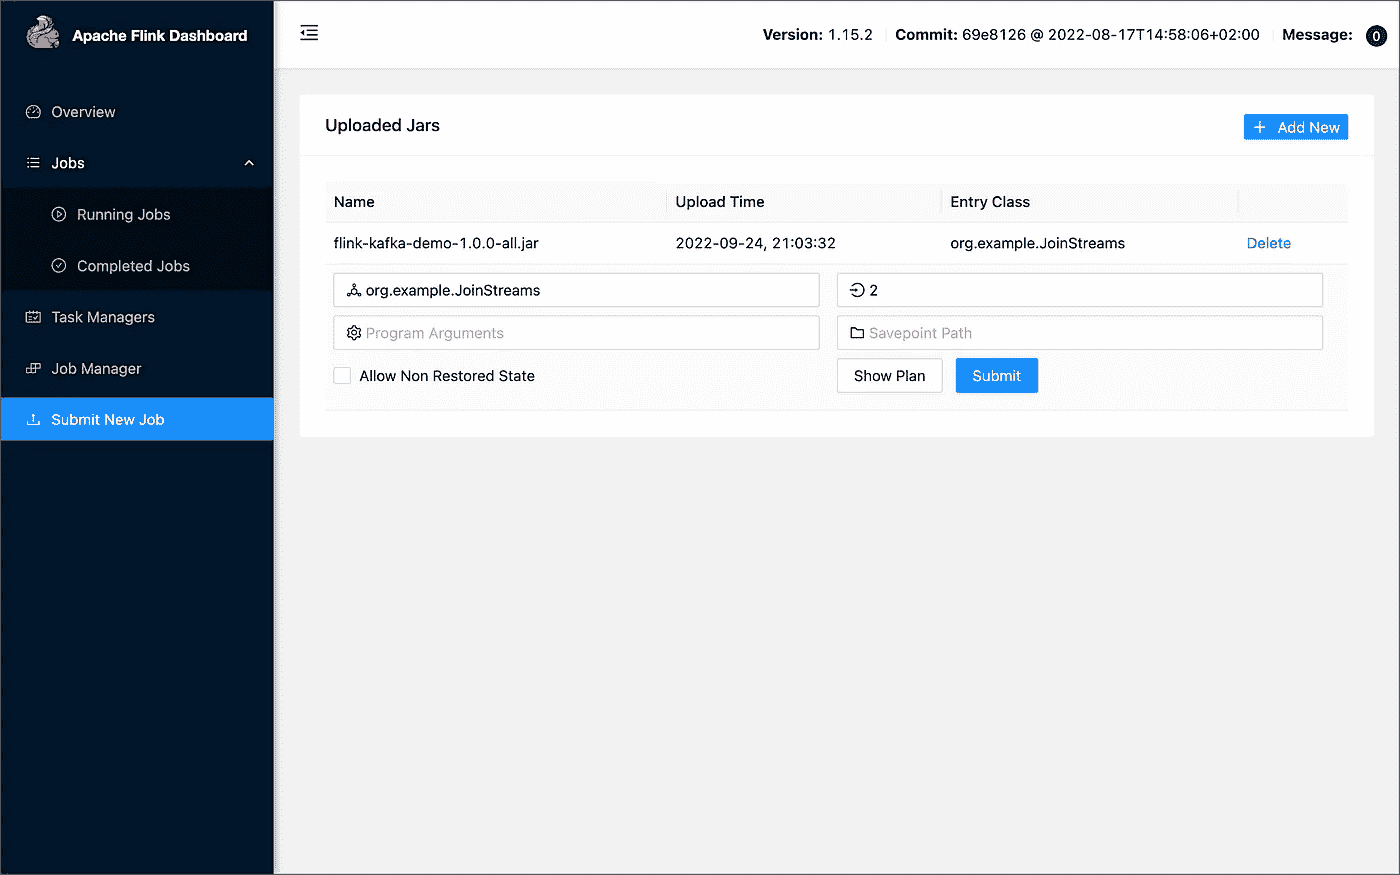 Apache Flink Dashboard
Version: 1.15.2 Commit: 69e8126 @ 2022-08-17T14:58:06+02:00 Message: 0
Overview
Jobs
Running Jobs
Completed Jobs
Task Managers
Job Manager
Submit New Job
Uploaded Jars
+ Add New
Name Upload Time Entry Class
flink-kafka-demo-1.0.0-all.jar 2022-09-24, 21:03:32 org.example.JoinStreams Delete
org.example.JoinStreams 2
Program Arguments Savepoint Path
Allow Non Restored State Show Plan Submit